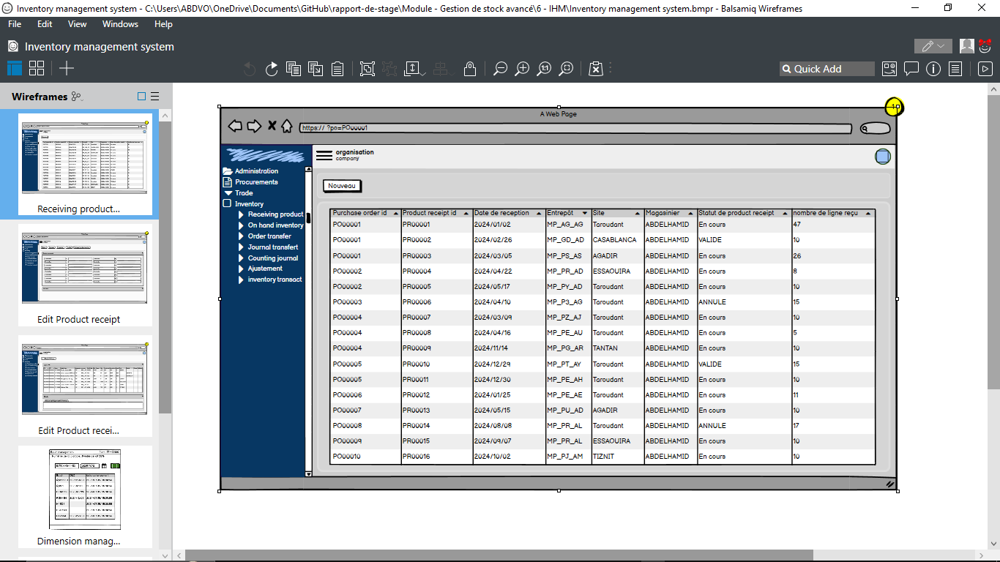 Inventory management system - C:\Users\ABDVO\OneDrive\Documents\GitHub\rapport-de-stage\Module - Gestion de stock avancé\6 - IHM\Inventory management system.bmpr - Balsamiq Wireframes
File Edit View Windows Help
Inventory management system
Quick Add
Wireframes
Receiving product...
Edit Product receipt
Edit Product recei...
Dimension manag...
A Web Page
https:// ?po=PO00001
organisation
company
Administration
Procurements
Trade
Inventory
Receiving product
On hand inventory
Order transfer
Journal transfert
Counting journal
Ajustement
inventory transact
Nouveau
Purchase order id Product receipt id Date de reception Entrepôt Site Magasinier Statut de product receipt nombre de ligne reçu
PO00001 PR00001 2024/01/02 MP_AG_AG Taroudant ABDELHAMID En cours 47
PO00001 PR00002 2024/02/26 MP_GD_AD CASABLANCA ABDELHAMID VALIDE 10
PO00001 PR00003 2024/03/05 MP_PS_AS AGADIR ABDELHAMID En cours 26
PO00002 PR00004 2024/04/22 MP_PR_AD ESSAOUIRA ABDELHAMID En cours 8
PO00002 PR00005 2024/05/17 MP_PY_AD Taroudant ABDELHAMID En cours 10
PO00003 PR00006 2024/04/10 MP_P3_AG Taroudant ABDELHAMID ANNULE 15
PO00004 PR00007 2024/03/09 MP_PZ_AJ Taroudant ABDELHAMID En cours 10
PO00004 PR00008 2024/04/16 MP_PE_AU Taroudant ABDELHAMID En cours 5
PO00004 PR00009 2024/11/14 MP_PG_AR TANTAN ABDELHAMID En cours 10
PO00005 PR00010 2024/12/29 MP_PT_AY Taroudant ABDELHAMID VALIDE 15
PO00005 PR00011 2024/12/30 MP_PE_AH Taroudant ABDELHAMID En cours 10
PO00006 PR00012 2024/01/25 MP_PE_AE Taroudant ABDELHAMID En cours 11
PO00007 PR00013 2024/05/15 MP_PU_AD AGADIR ABDELHAMID En cours 10
PO00008 PR00014 2024/08/08 MP_PR_AL Taroudant ABDELHAMID ANNULE 17
PO00009 PR00015 2024/09/07 MP_PR_AL ESSAOUIRA ABDELHAMID En cours 10
PO00010 PR00016 2024/10/02 MP_PJ_AM TIZNIT ABDELHAMID En cours 10